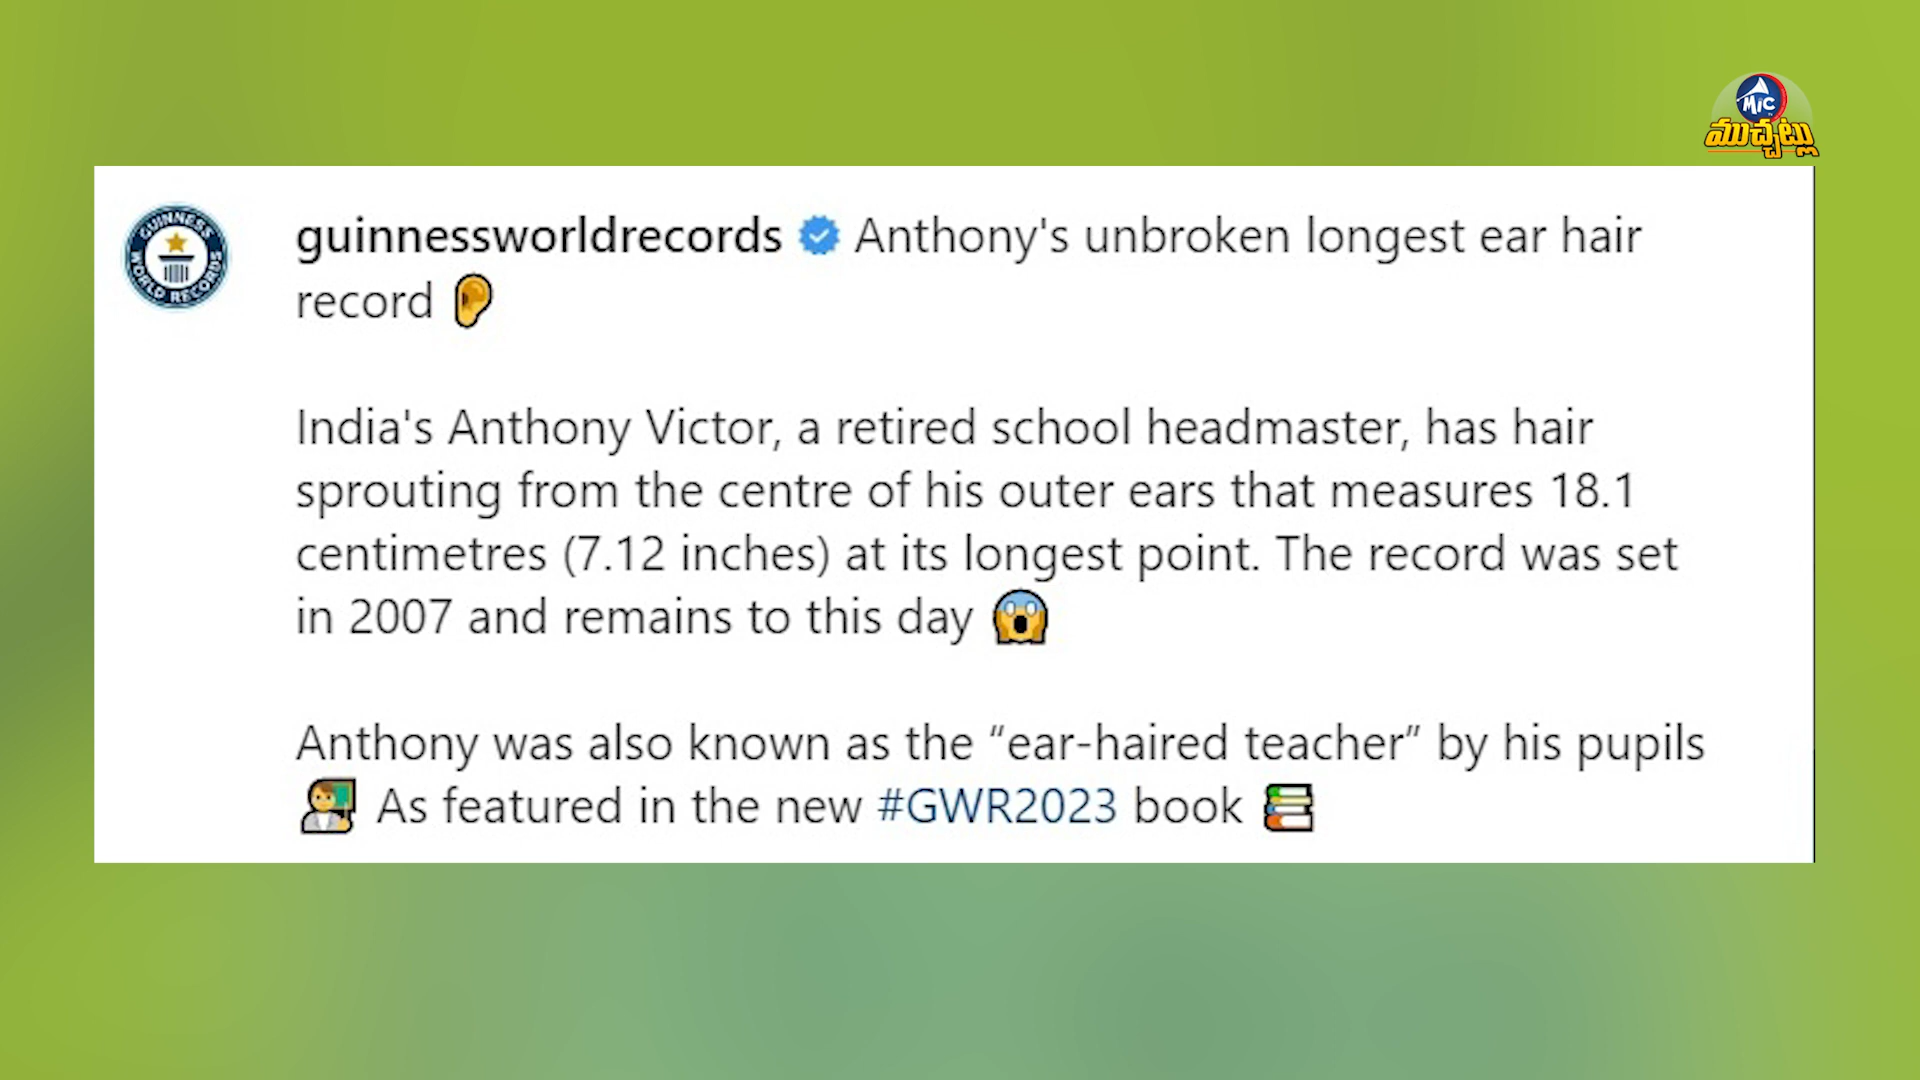 MIC
ముచ్చట్లు
GUINNESS
WORLD RECORDS
guinnessworldrecords Anthony's unbroken longest ear hair
record 👂
India's Anthony Victor, a retired school headmaster, has hair
sprouting from the centre of his outer ears that measures 18.1
centimetres (7.12 inches) at its longest point. The record was set
in 2007 and remains to this day 😱
Anthony was also known as the “ear-haired teacher” by his pupils
👨‍🏫 As featured in the new #GWR2023 book 📚